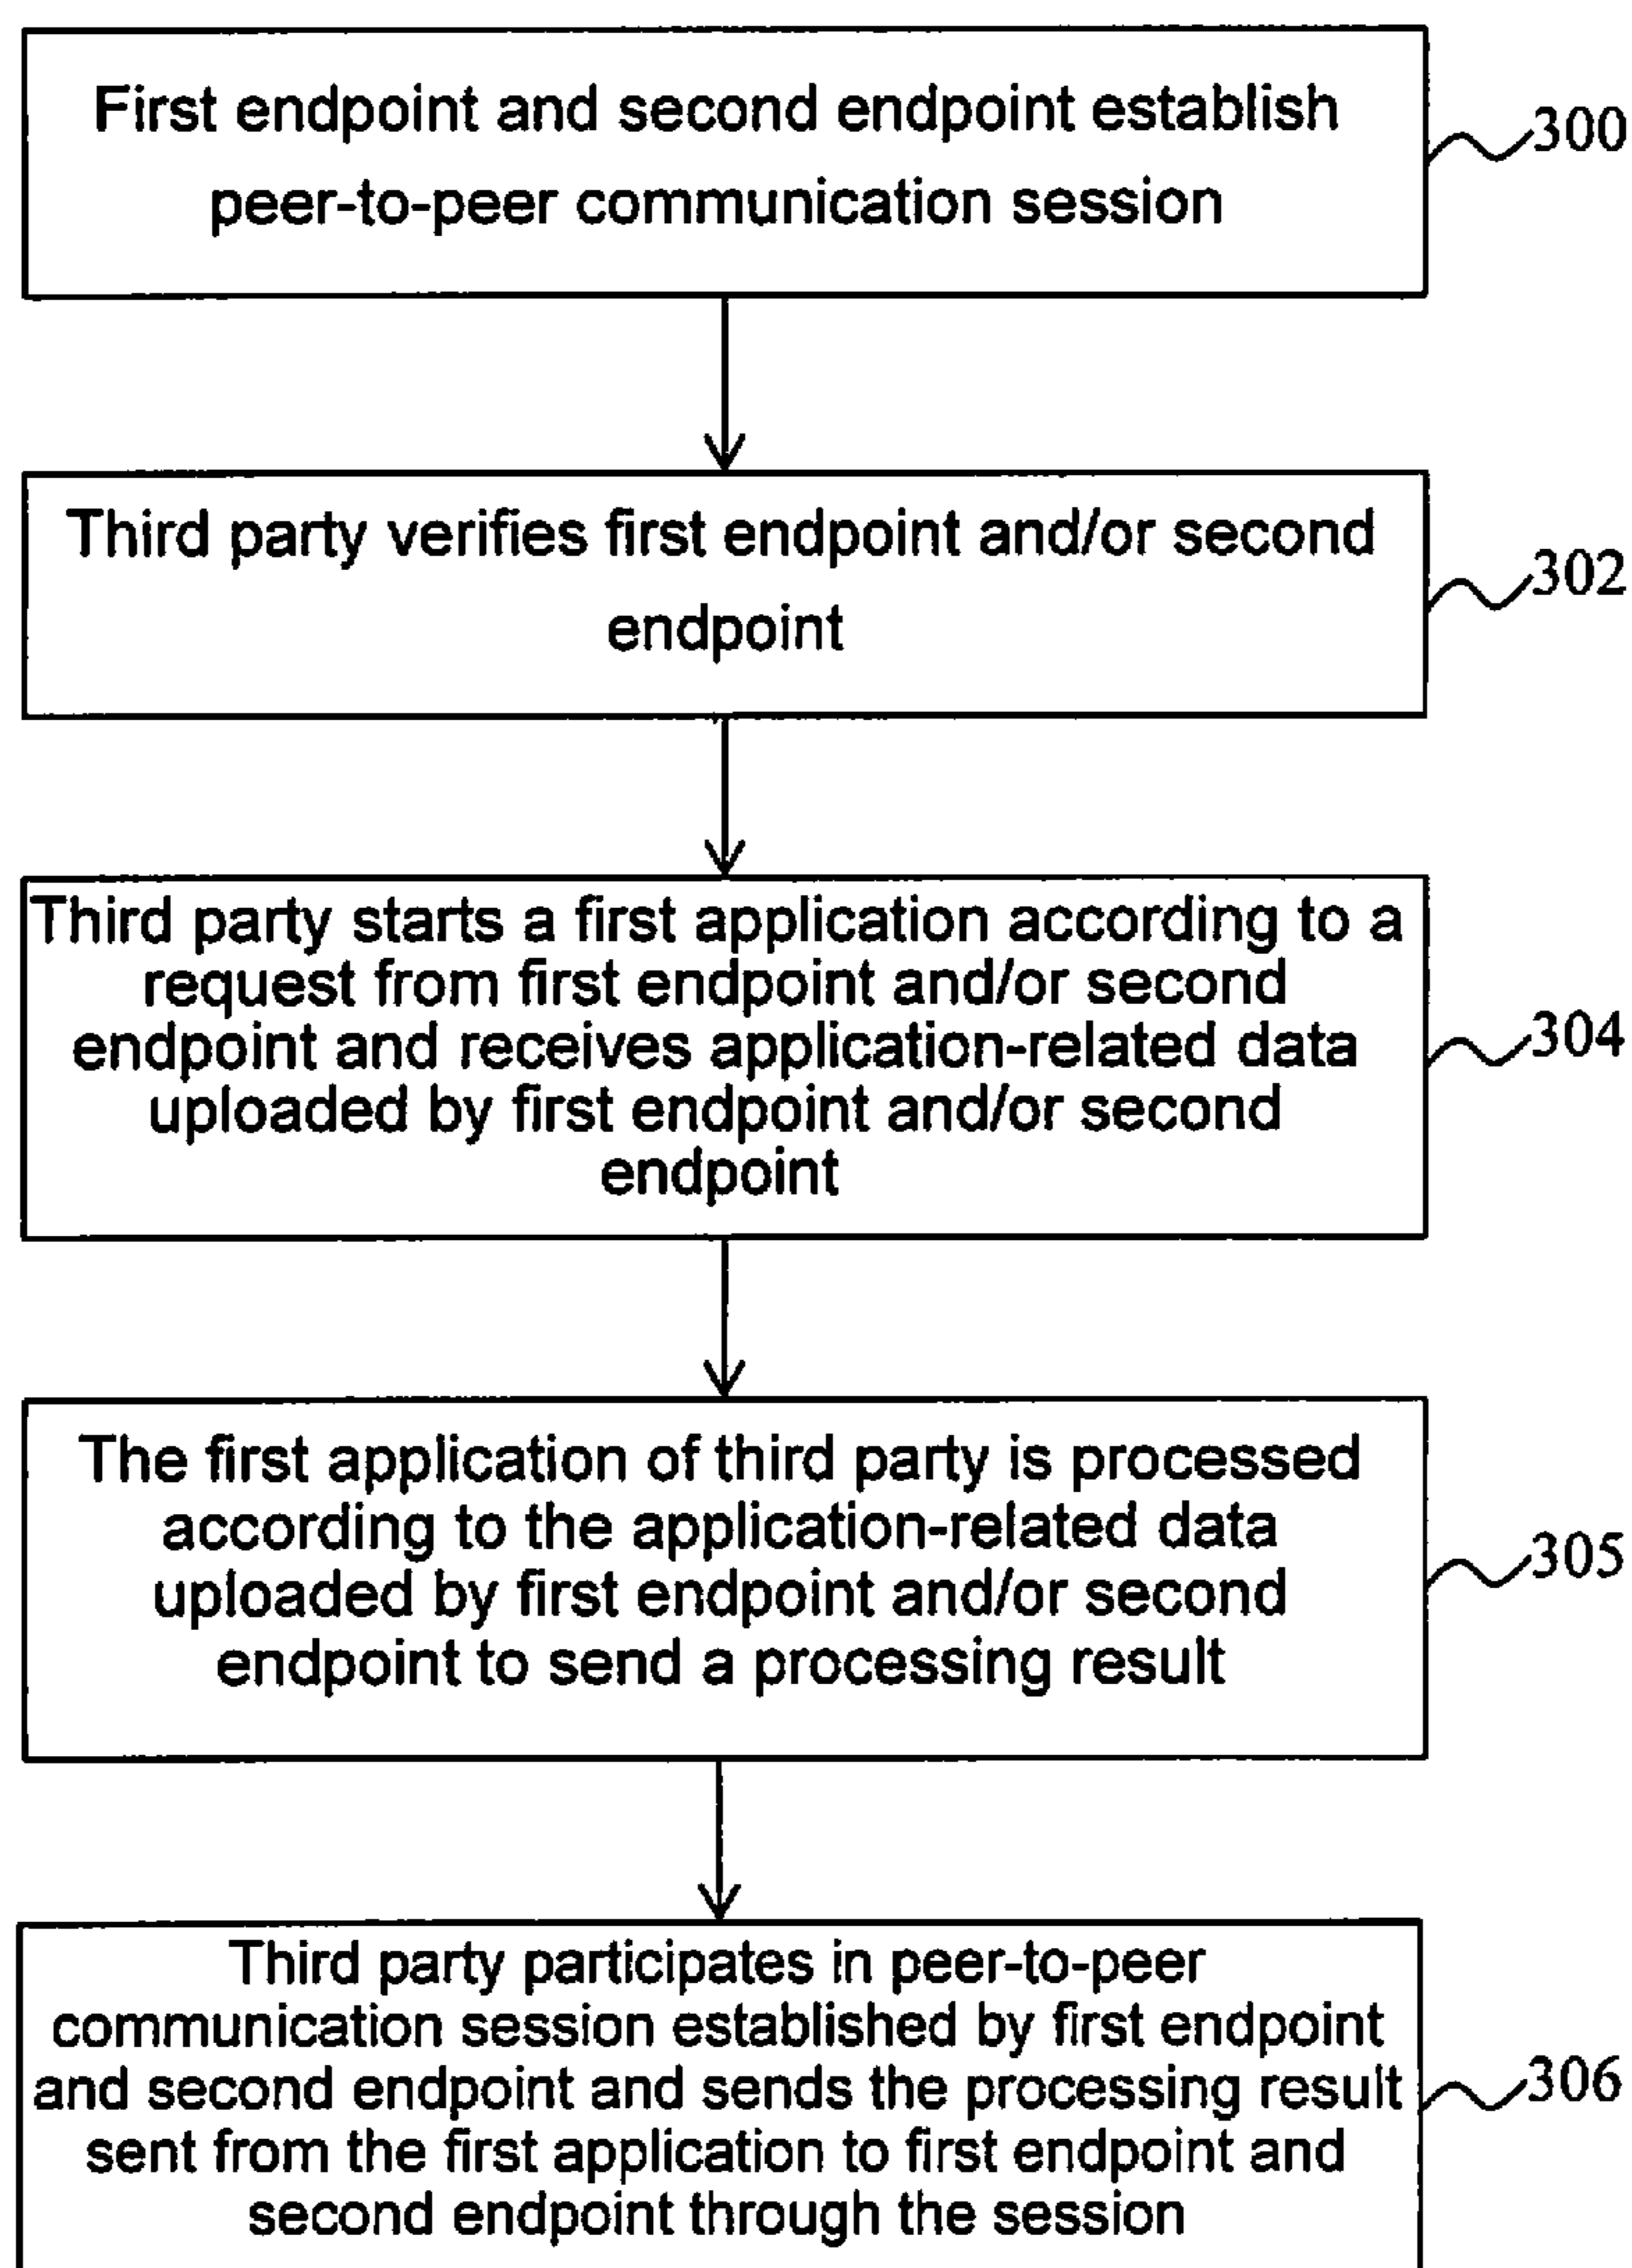 First endpoint and second endpoint establish
peer-to-peer communication session
300
Third party verifies first endpoint and/or second
endpoint
302
Third party starts a first application according to a
request from first endpoint and/or second
endpoint and receives application-related data
uploaded by first endpoint and/or second
endpoint
304
The first application of third party is processed
according to the application-related data
uploaded by first endpoint and/or second
endpoint to send a processing result
305
Third party participates in peer-to-peer
communication session established by first endpoint
and second endpoint and sends the processing result
sent from the first application to first endpoint and
second endpoint through the session
306